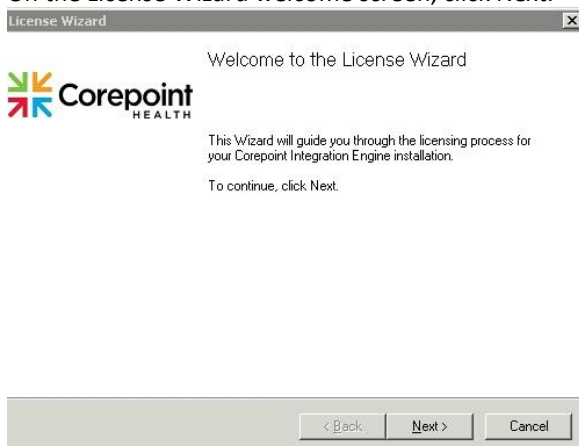 On the License Wizard welcome screen, click Next.
License Wizard
Welcome to the License Wizard
Corepoint
HEALTH
This Wizard will guide you through the licensing process for
your Corepoint Integration Engine installation.
To continue, click Next.
< Back
Next >
Cancel